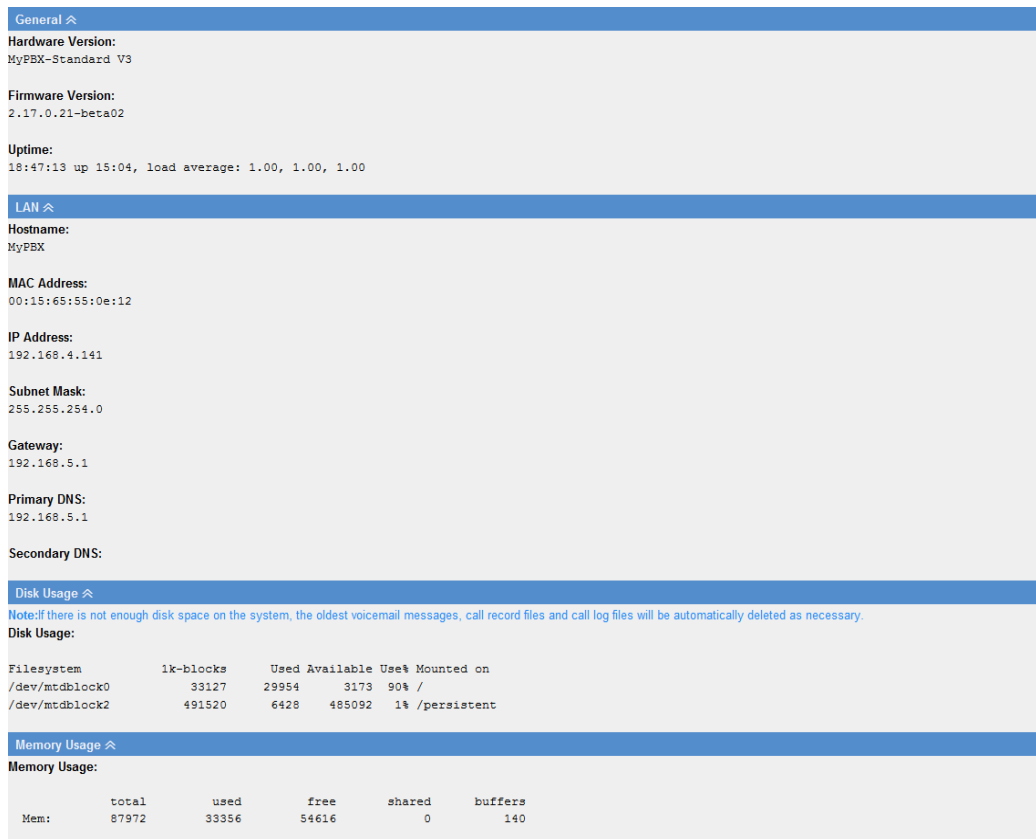 General
Hardware Version:
MyPBX-Standard V3
Firmware Version:
2.17.0.21-beta02
Uptime:
18:47:13 up 15:04, load average: 1.00, 1.00, 1.00
LAN
Hostname:
MyPBX
MAC Address:
00:15:65:55:0e:12
IP Address:
192.168.4.141
Subnet Mask:
255.255.254.0
Gateway:
192.168.5.1
Primary DNS:
192.168.5.1
Secondary DNS:
Disk Usage
Note:If there is not enough disk space on the system, the oldest voicemail messages, call record files and call log files will be automatically deleted as necessary.
Disk Usage:
Filesystem 1k-blocks Used Available Use% Mounted on
/dev/mtdblock0 33127 29954 3173 90% /
/dev/mtdblock2 491520 6428 485092 1% /persistent
Memory Usage
Memory Usage:
total used free shared buffers
Mem: 87972 33356 54616 0 140